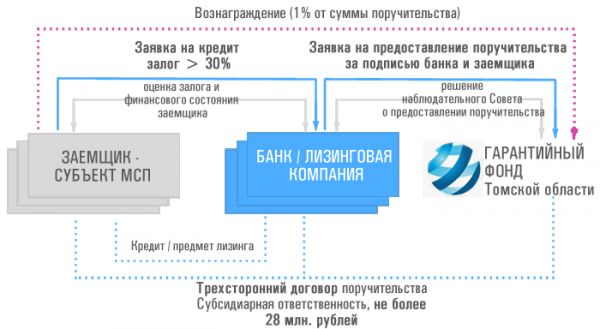 Вознаграждение (1% от суммы поручительства)
Заявка на кредит
залог > 30%
Заявка на предоставление поручительства
за подписью банка и заемщика
оценка залога и
финансового состояния
заемщика
решение
наблюдательного Совета
о предоставлении поручительства
ЗАЕМЩИК -
СУБЪЕКТ МСП
БАНК / ЛИЗИНГОВАЯ
КОМПАНИЯ
ГАРАНТИЙНЫЙ
ФОНД
Томской области
Кредит / предмет лизинга
Трехсторонний договор поручительства
Субсидиарная ответственность, не более
28 млн. рублей